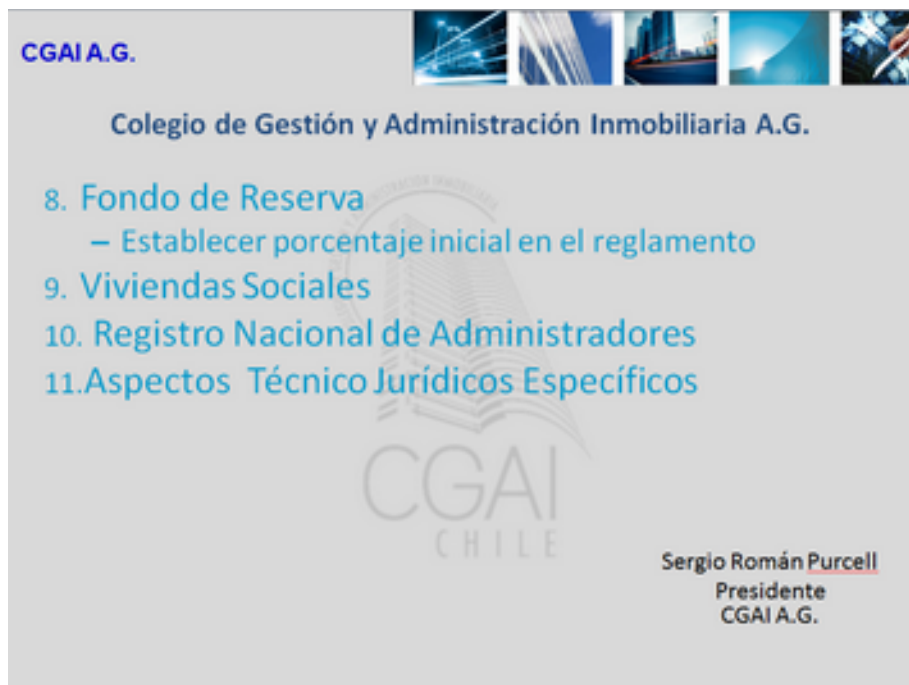 CGAI A.G.
Colegio de Gestión y Administración Inmobiliaria A.G.
8. Fondo de Reserva
– Establecer porcentaje inicial en el reglamento
9. Viviendas Sociales
10. Registro Nacional de Administradores
11.Aspectos Técnico Jurídicos Específicos
CGAI
CHILE
Sergio Román Purcell
Presidente
CGAI A.G.